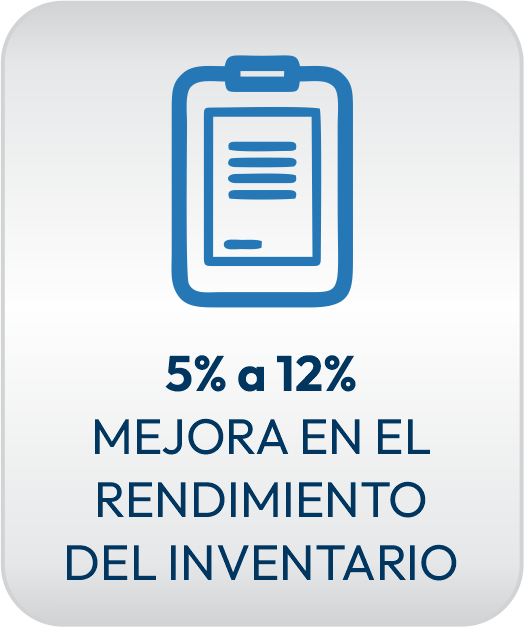 5% a 12%
MEJORA EN EL
RENDIMIENTO
DEL INVENTARIO